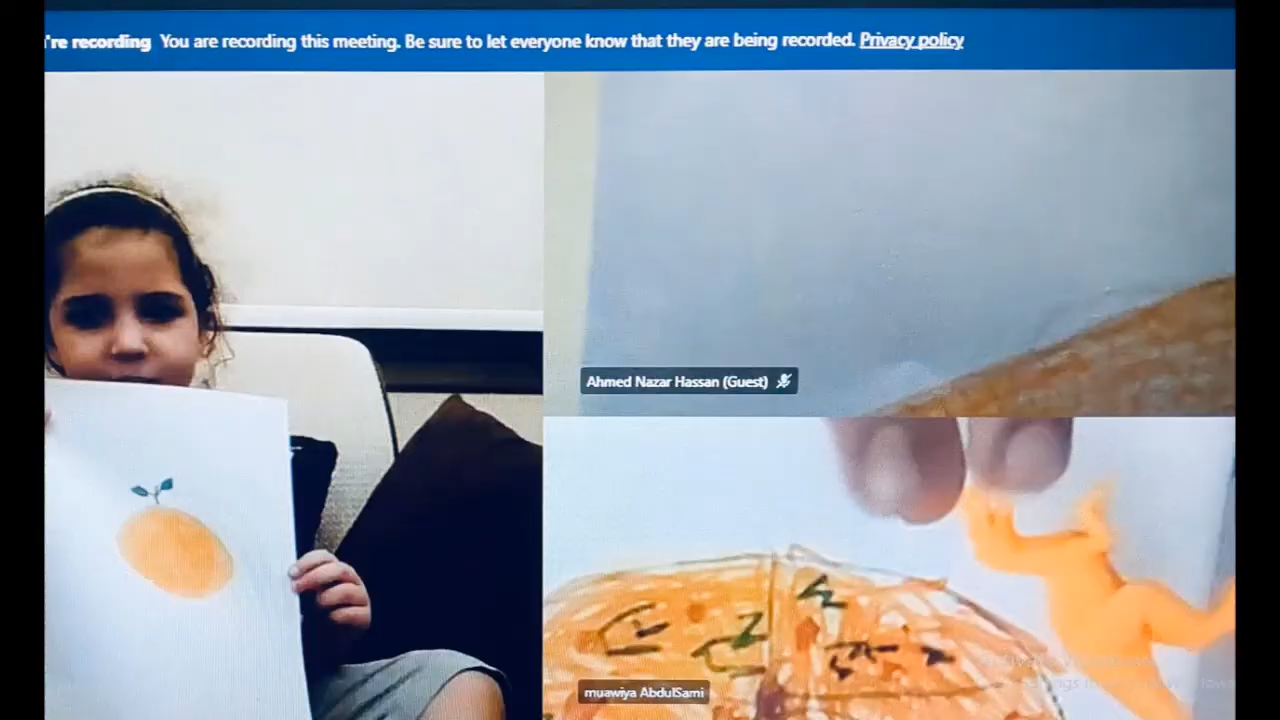 're recording You are recording this meeting. Be sure to let everyone know that they are being recorded. Privacy policy
Ahmed Nazar Hassan (Guest)
muawiya AbdulSami